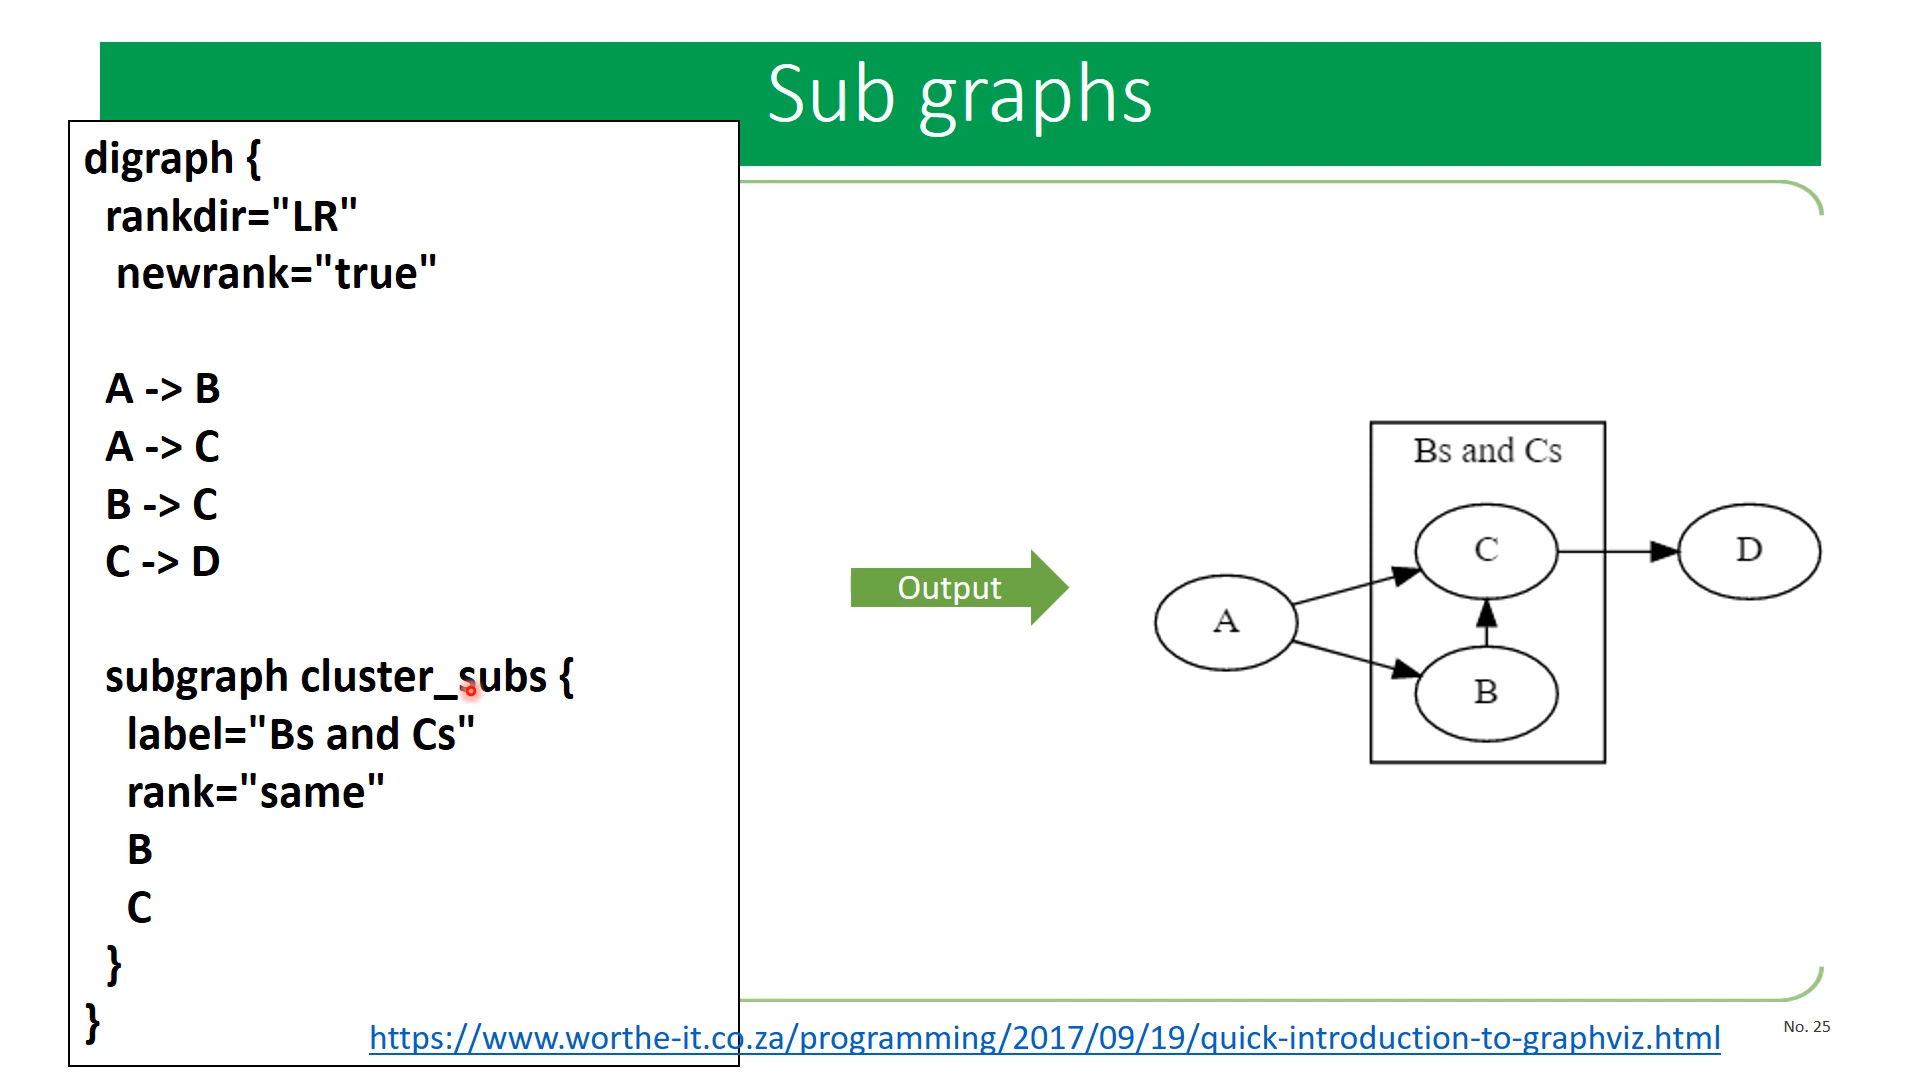 Sub graphs
digraph {
rankdir="LR"
newrank="true"
A -> B
A -> C
B -> C
C -> D
subgraph cluster_subs {
label="Bs and Cs"
rank="same"
B
C
}
}
Output
Bs and Cs
C
D
A
B
https://www.worthe-it.co.za/programming/2017/09/19/quick-introduction-to-graphviz.html
No. 25